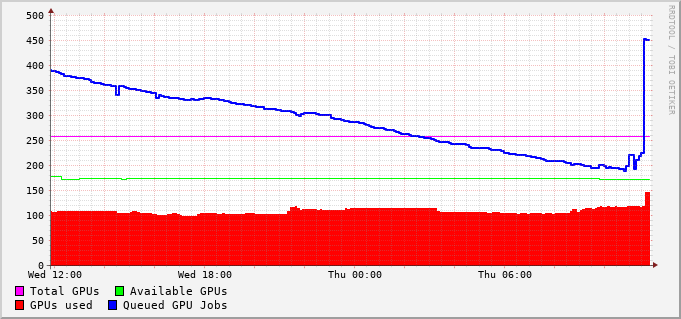 500
450
400
350
300
250
200
150
100
50
0
Wed 12:00 Wed 18:00 Thu 00:00 Thu 06:00
Total GPUs Available GPUs
GPUs used Queued GPU Jobs
RRDTOOL / TOBI OETIKER